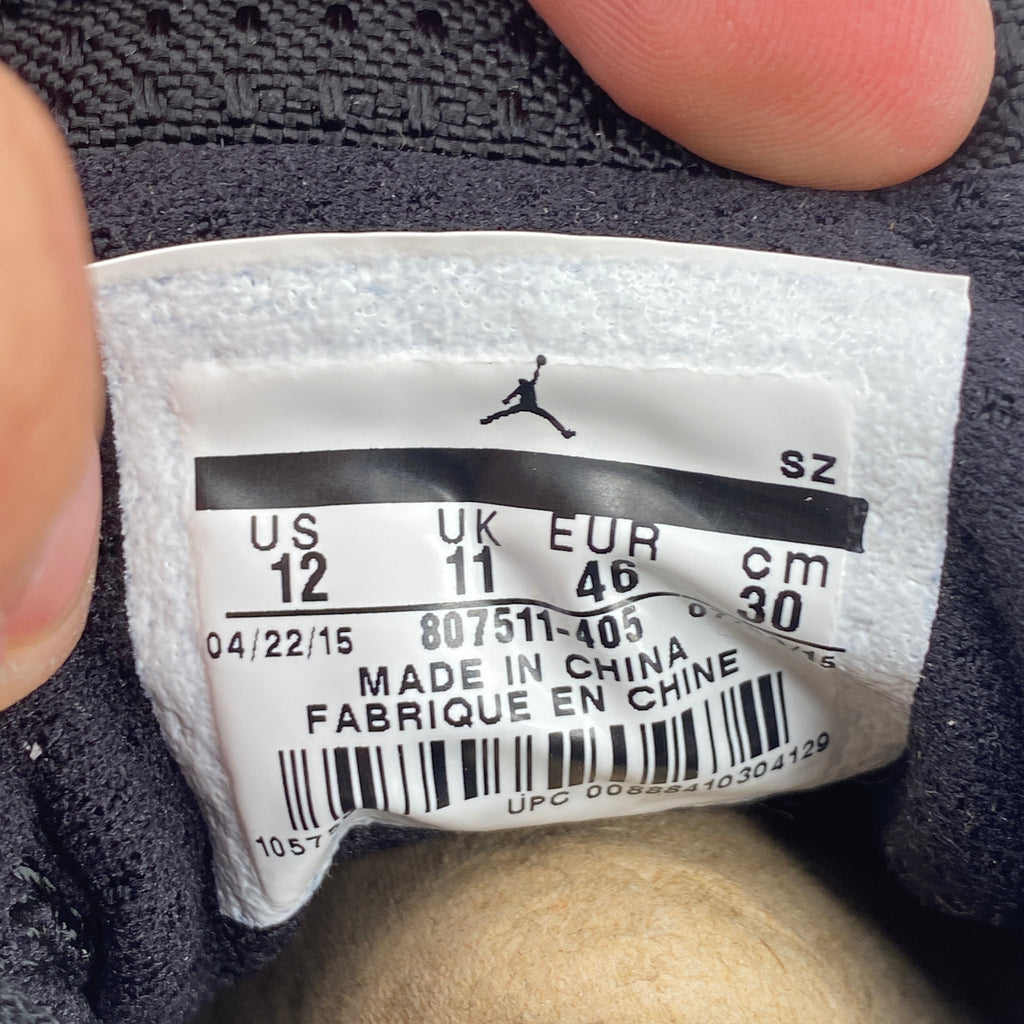 SZ
US UK EUR cm
12 11 46 30
04/22/15 807511-405
MADE IN CHINA
FABRIQUE EN CHINE
UPC 00888410304129